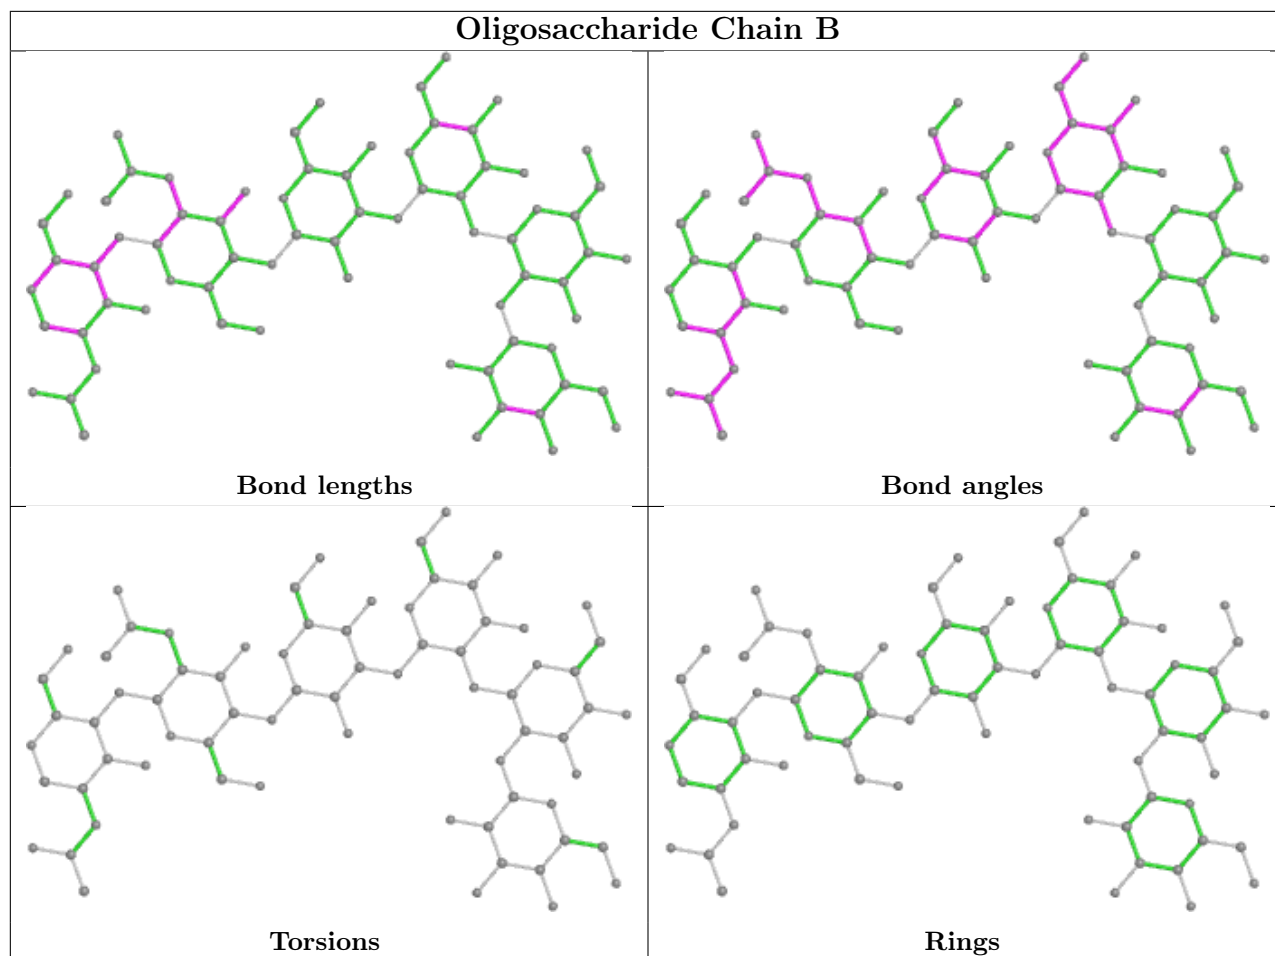 Oligosaccharide Chain B
Bond lengths
Bond angles
Torsions
Rings